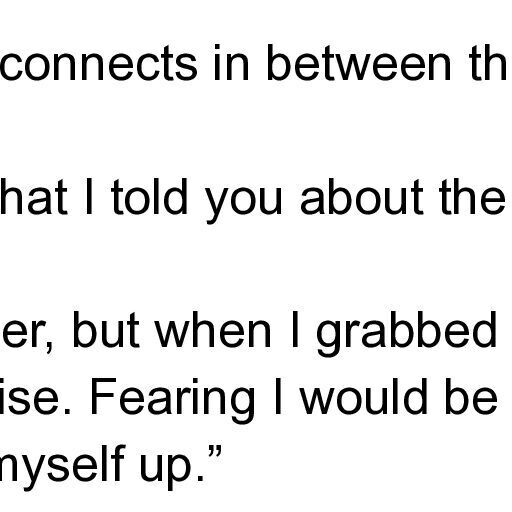 connects in between th
hat I told you about the
er, but when I grabbed
ise. Fearing I would be
myself up.”